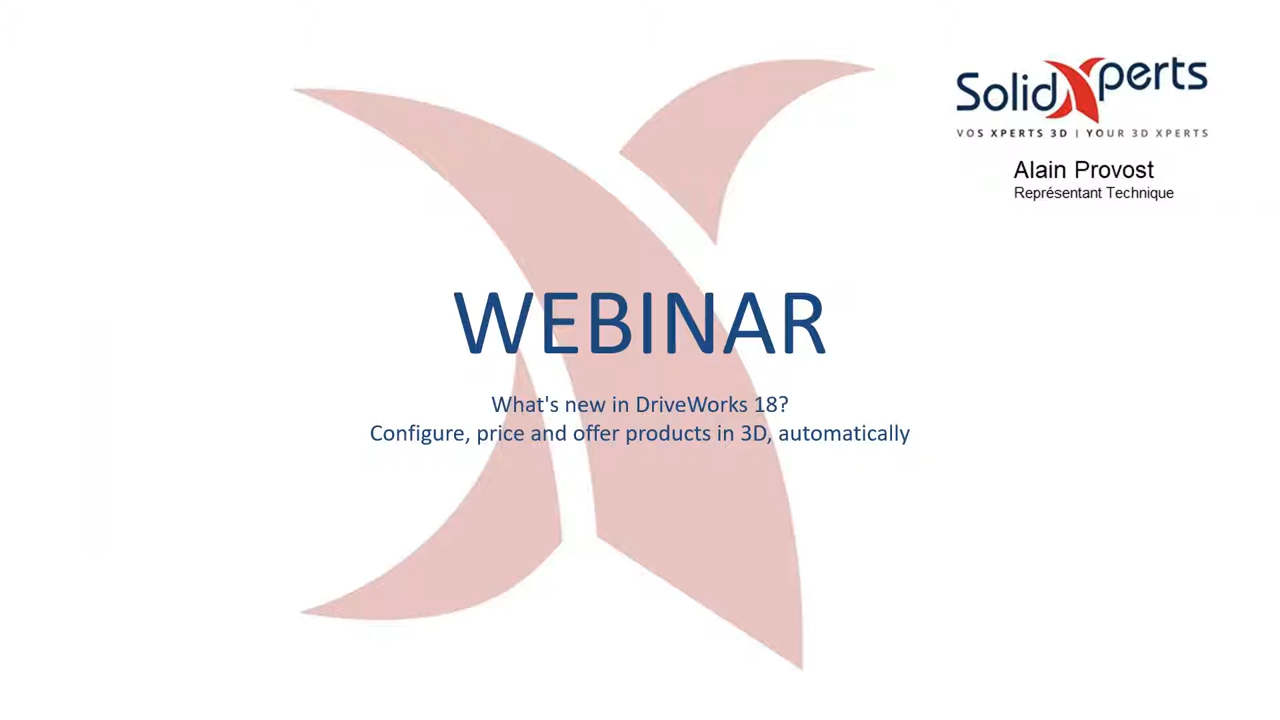 SolidXperts
VOS XPERTS 3D | YOUR 3D XPERTS
Alain Provost
Représentant Technique
WEBINAR
What's new in DriveWorks 18?
Configure, price and offer products in 3D, automatically